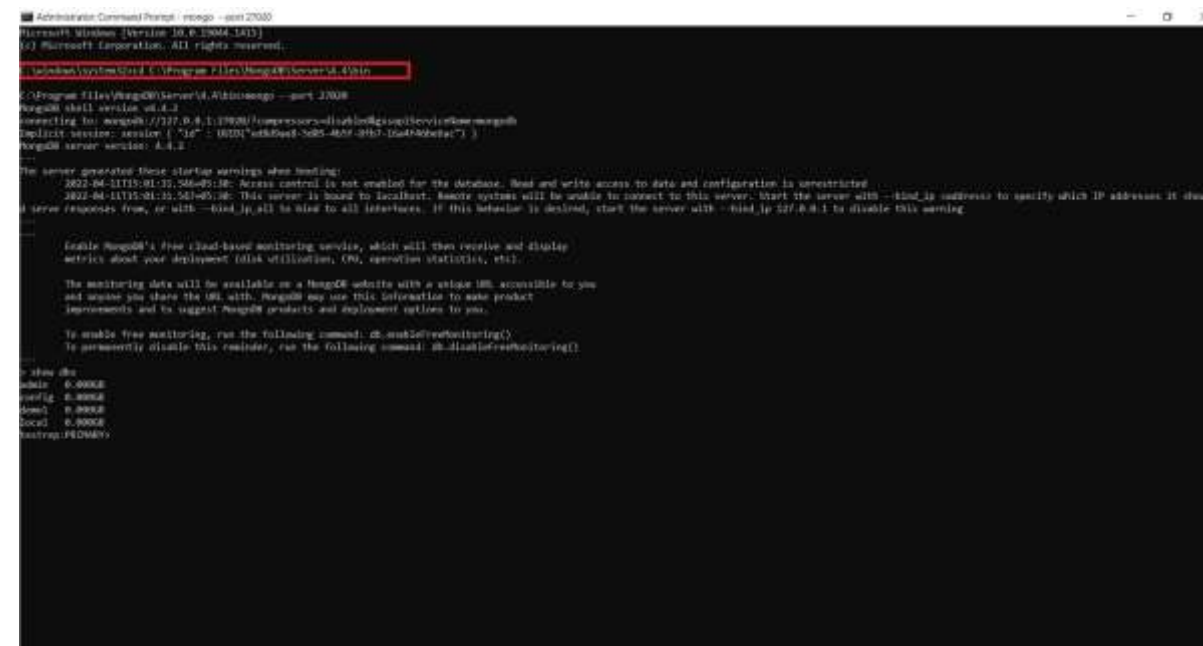 Administrator: Command Prompt - mongo --port 27020
Microsoft Windows [Version 10.0.19044.1415]
(c) Microsoft Corporation. All rights reserved.
C:\windows\system32>cd C:\Program Files\MongoDB\Server\4.4\bin
C:\Program Files\MongoDB\Server\4.4\bin>mongo --port 27020
MongoDB shell version v4.4.3
connecting to: mongodb://127.0.0.1:27020/?compressors=disabled&gssapiServiceName=mongodb
Implicit session: session { "id" :
MongoDB server version: 4.4.3
---
The server generated these startup warnings when booting:
Access control is not enabled for the database. Read and write access to data and configuration is unrestricted
This server is bound to localhost. Remote systems will be unable to connect to this server. Start the server with --bind_ip <address> to specify which IP addresses it
serve responses from, or with --bind_ip_all to bind to all interfaces. If this behavior is desired, start the server with --bind_ip 127.0.0.1 to disable this warning
---
---
Enable MongoDB's free cloud-based monitoring service, which will then receive and display
metrics about your deployment (disk utilization, CPU, operation statistics, etc).
The monitoring data will be available on a MongoDB website with a unique URL accessible to you
and anyone you share the URL with. MongoDB may use this information to make product
improvements and to suggest MongoDB products and deployment options to you.
To enable free monitoring, run the following command: db.enableFreeMonitoring()
To permanently disable this reminder, run the following command: db.disableFreeMonitoring()
---
> show dbs
admin 0.000GB
config 0.000GB
demo1 0.000GB
local 0.000GB
PRIMARY>